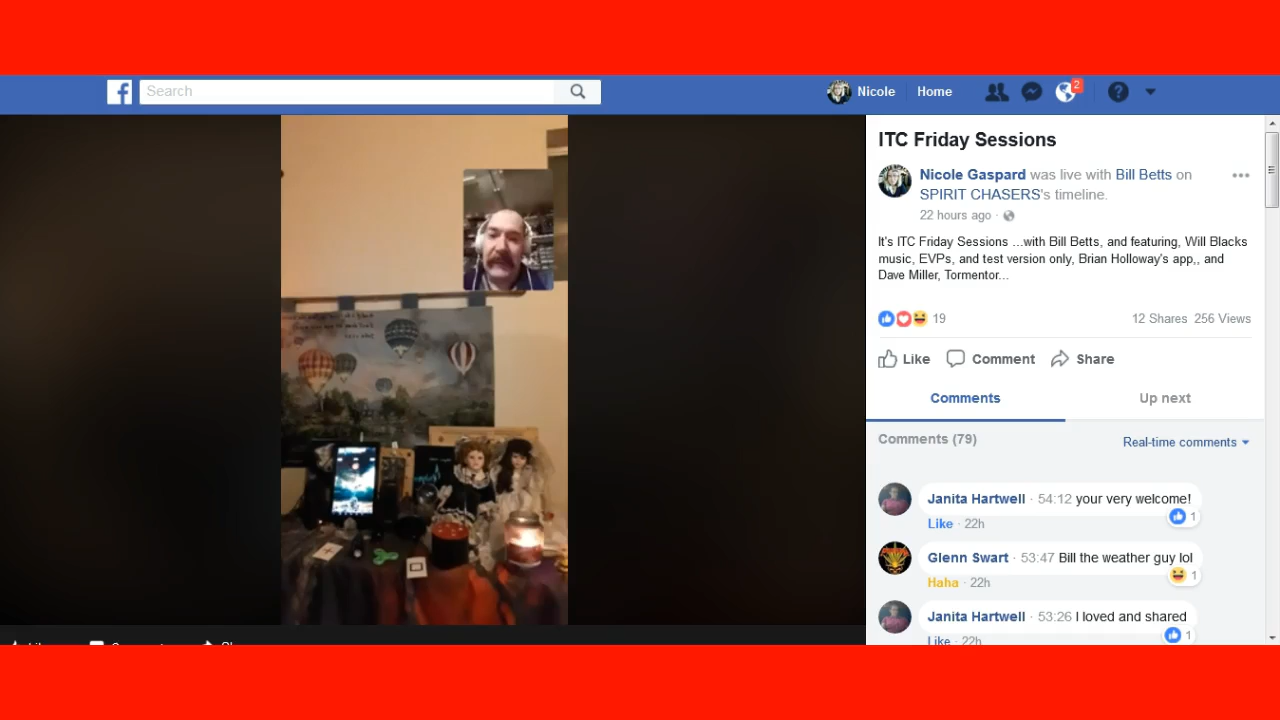 Search
Nicole
Home
2
ITC Friday Sessions
Nicole Gaspard was live with Bill Betts on
SPIRIT CHASERS's timeline.
22 hours ago
It's ITC Friday Sessions ...with Bill Betts, and featuring, Will Blacks
music, EVPs, and test version only, Brian Holloway's app,, and
Dave Miller, Tormentor...
19
12 Shares 256 Views
Like Comment Share
Comments Up next
Comments (79)
Real-time comments
Janita Hartwell · 54:12 your very welcome!
Like · 22h
1
Glenn Swart · 53:47 Bill the weather guy lol
Haha · 22h
1
Janita Hartwell · 53:26 I loved and shared
Like · 22h
1